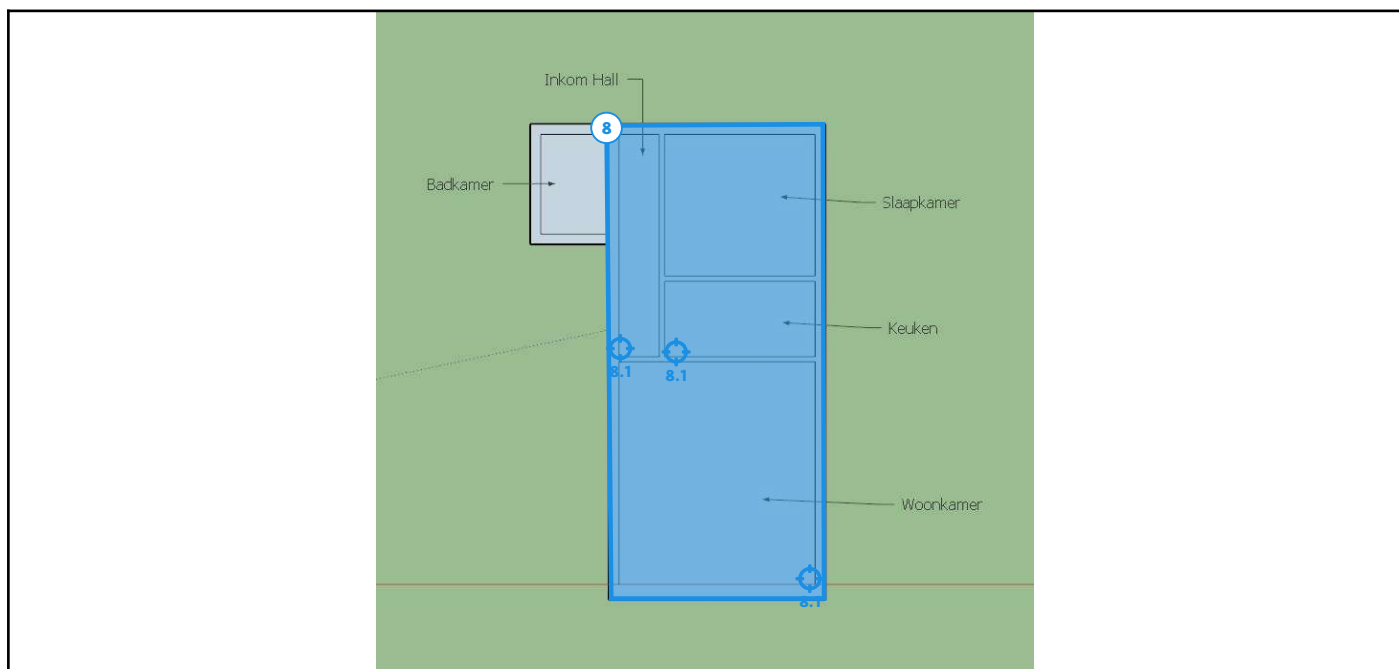 Inkom Hall
8
Badkamer
Slaapkamer
Keuken
8.1
8.1
Woonkamer
8.1